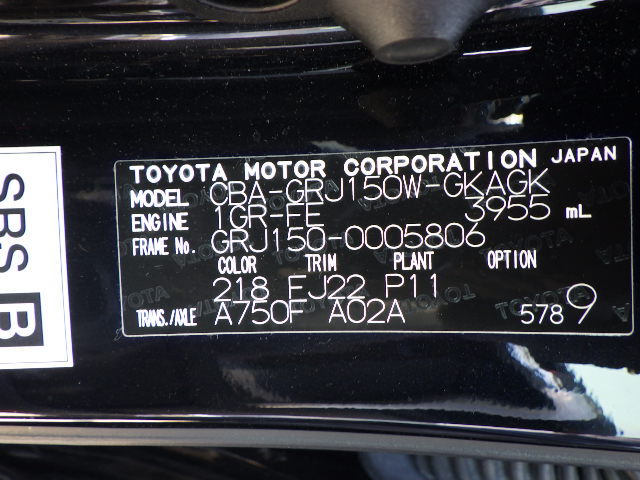 TOYOTA MOTOR CORPORATION JAPAN
MODEL CBA-GRJ150W-GKAGK
ENGINE 1GR-FE 3955 mL
FRAME No. GRJ150-0005806
COLOR TRIM PLANT OPTION
218 FJ22 P11
TRANS./AXLE A750F A02A 5789
SRS B